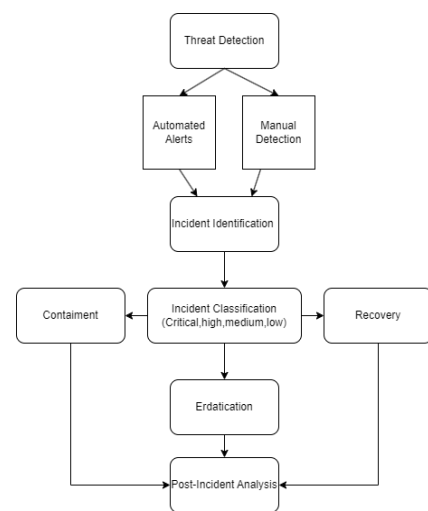 Threat Detection
Automated
Alerts
Manual
Detection
Incident Identification
Contaiment
Incident Classification
(Critical,high,medium,low)
Recovery
Erdatication
Post-Incident Analysis